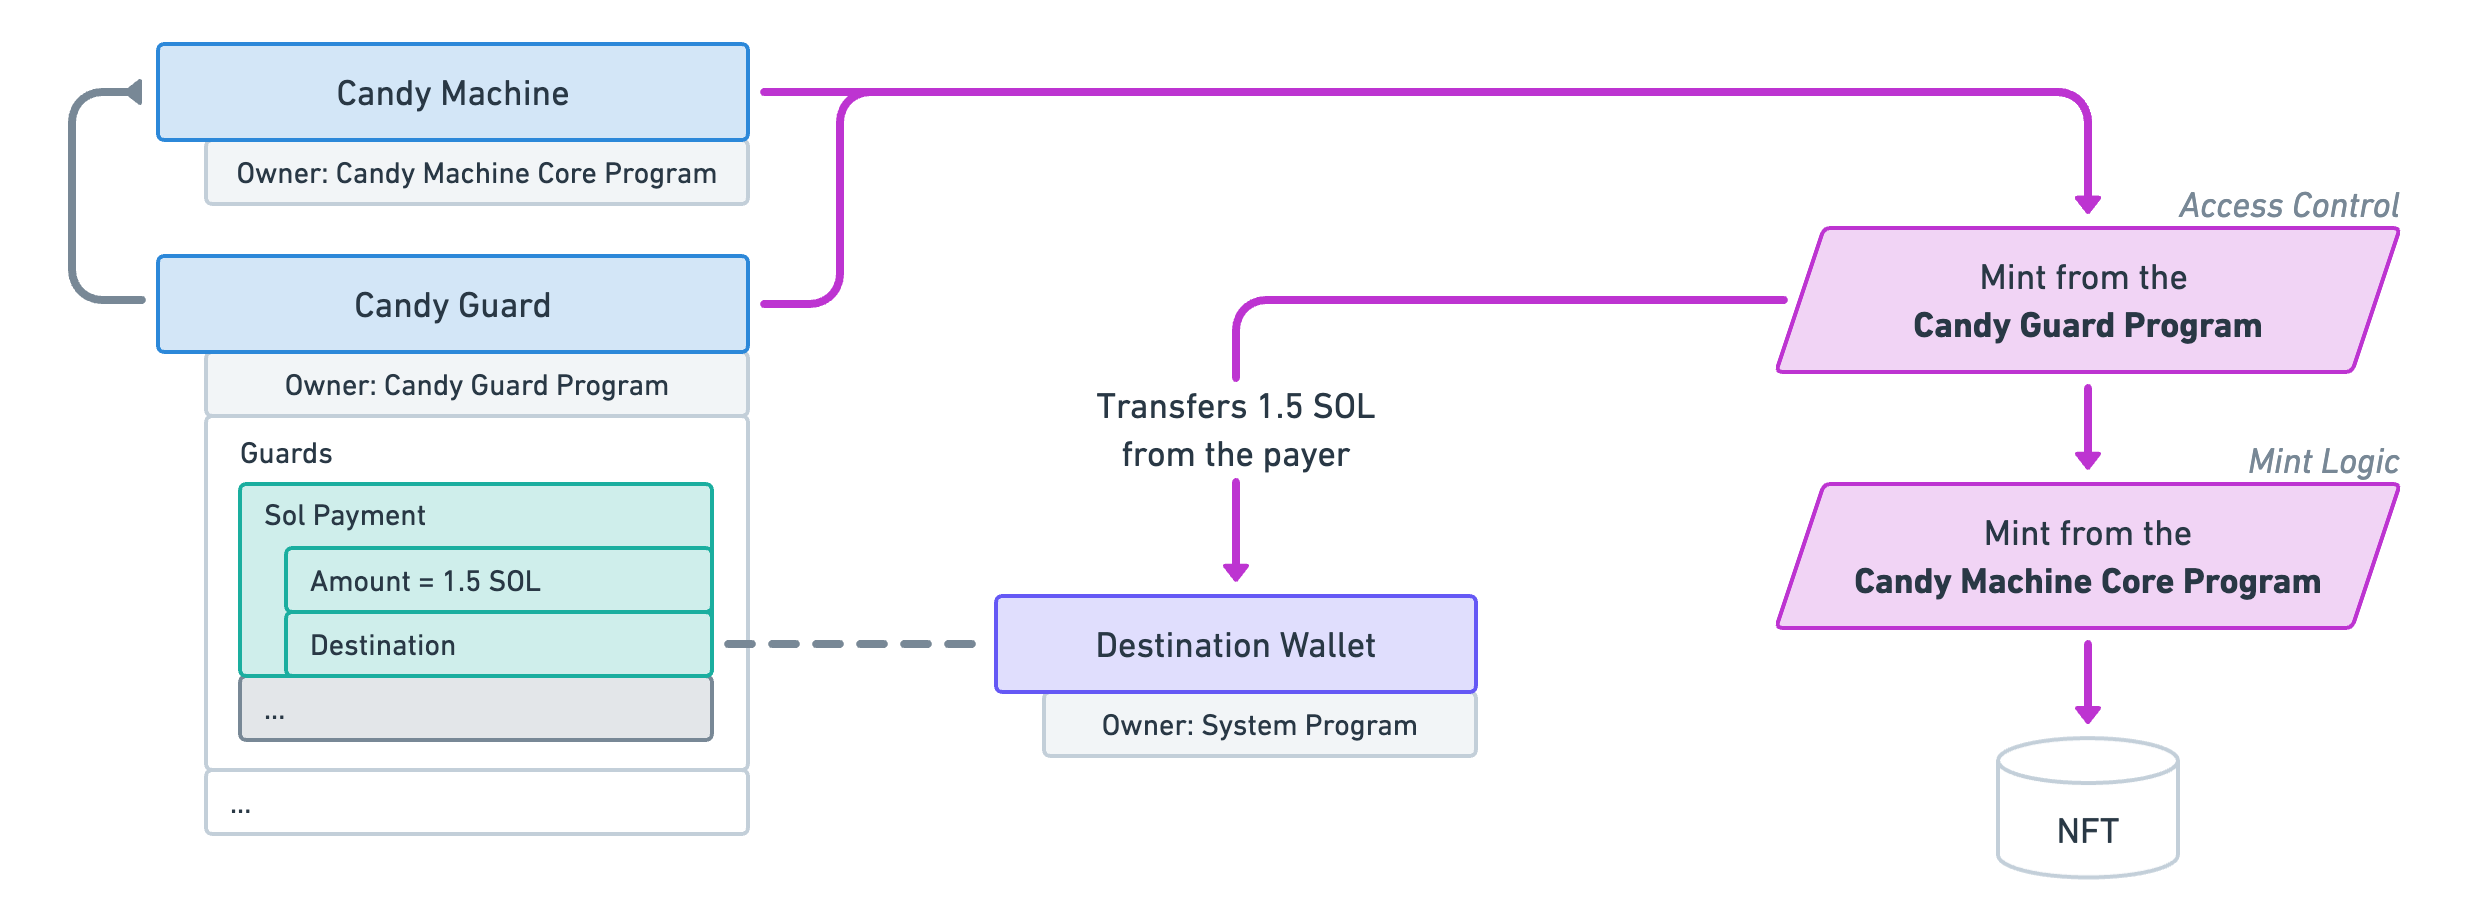 Candy Machine
Owner: Candy Machine Core Program
Candy Guard
Owner: Candy Guard Program
Guards
Sol Payment
Amount = 1.5 SOL
Destination
...
...
Transfers 1.5 SOL
from the payer
Destination Wallet
Owner: System Program
Access Control
Mint from the
Candy Guard Program
Mint Logic
Mint from the
Candy Machine Core Program
NFT